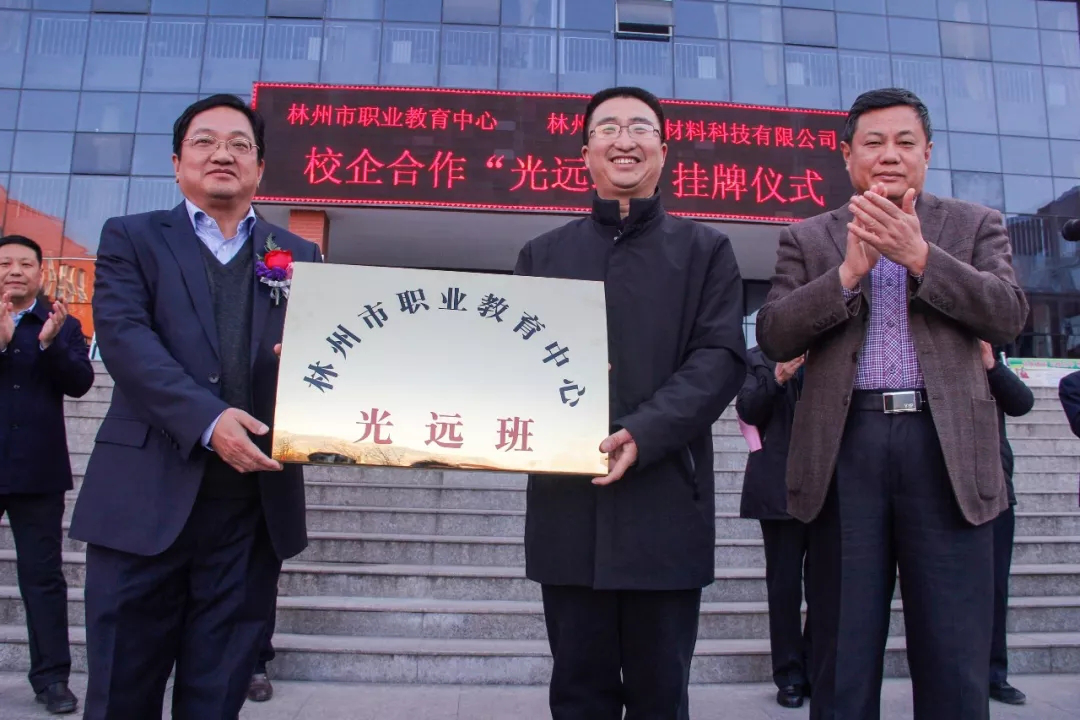 林州市职业教育中心 林州 材料科技有限公司
校企合作“光远 挂牌仪式
林州市职业教育中心
光远班